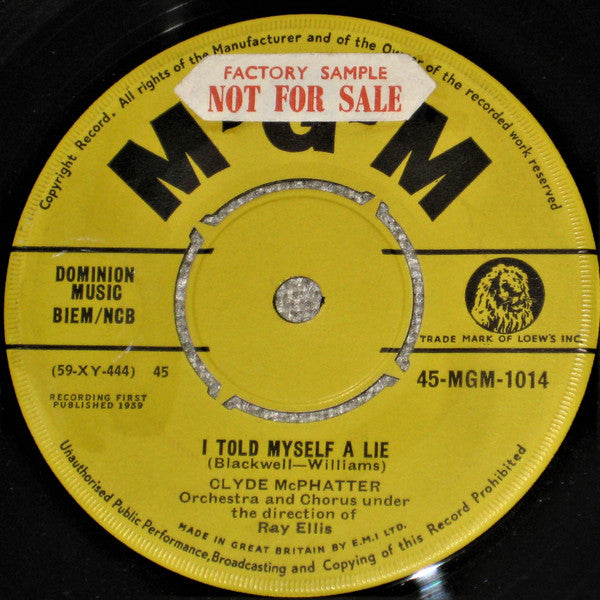 Copyright Record. All rights of the Manufacturer and of the Owner of the recorded work reserved
FACTORY SAMPLE
NOT FOR SALE
M-G-M
DOMINION
MUSIC
BIEM/NCB
TRADE MARK OF LOEW'S INC.
(59-XY-444) 45
45-MGM-1014
RECORDING FIRST
PUBLISHED 1959
I TOLD MYSELF A LIE
(Blackwell—Williams)
CLYDE McPHATTER
Orchestra and Chorus under
the direction of
Ray Ellis
MADE IN GREAT BRITAIN BY E.M.I LTD.
Unauthorised Public Performance, Broadcasting and Copying of this Record Prohibited